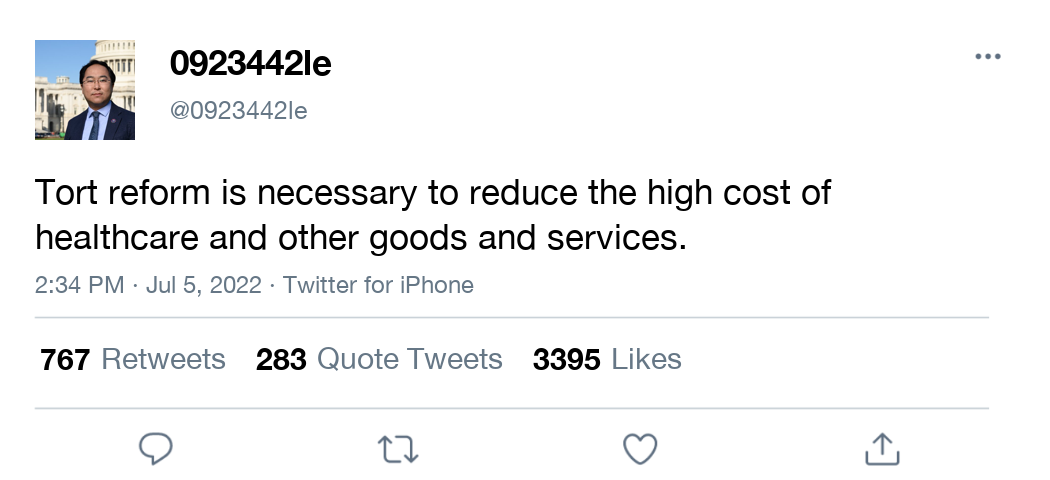 0923442le
@0923442le
Tort reform is necessary to reduce the high cost of
healthcare and other goods and services.
2:34 PM · Jul 5, 2022 · Twitter for iPhone
767 Retweets 283 Quote Tweets 3395 Likes